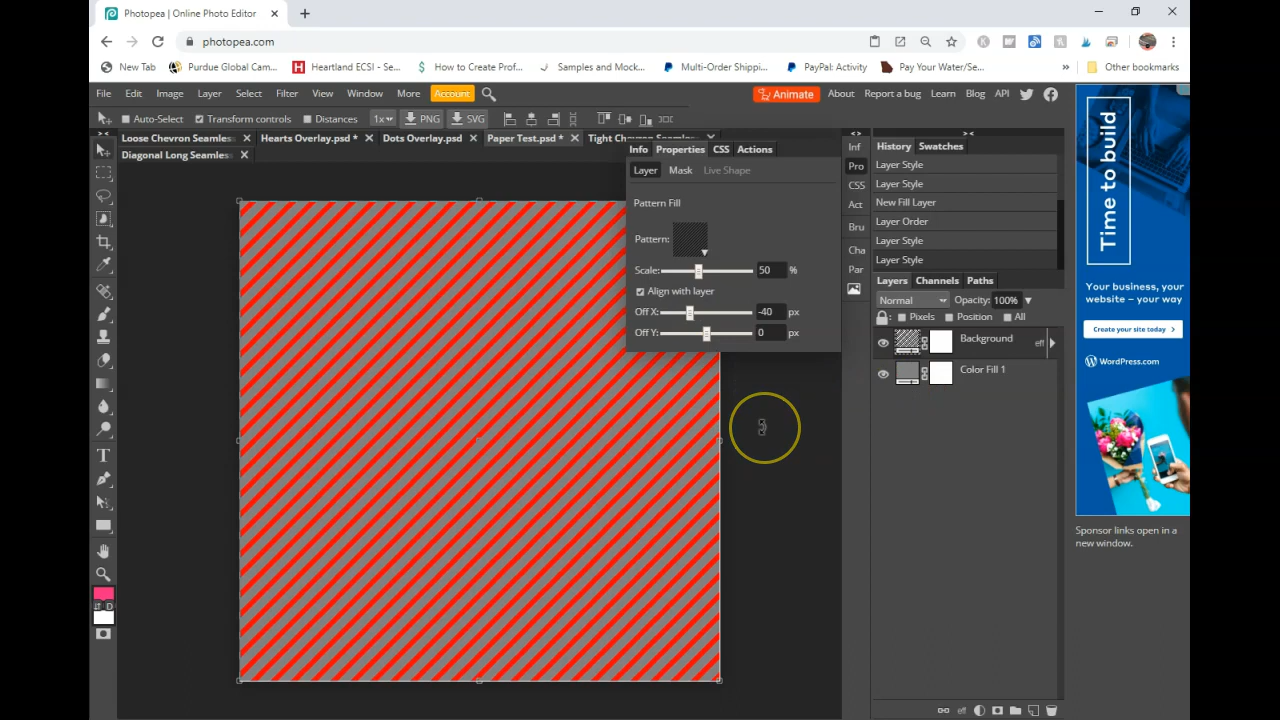 Photopea | Online Photo Editor
photopea.com
New Tab Purdue Global Cam... Heartland ECSI - Se... How to Create Prof... Samples and Mock... Multi-Order Shippi... PayPal: Activity Pay Your Water/Se... » Other bookmarks
File Edit Image Layer Select Filter View Window More Account Animate About Report a bug Learn Blog API
Auto-Select Transform controls Distances 1x PNG SVG
Loose Chevron Seamles Hearts Overlay.psd * Dots Overlay.psd Paper Test.psd * Tight Chevron Seamles
Diagonal Long Seamles
Info Properties CSS Actions
Layer Mask Live Shape
Pattern Fill
Pattern:
Scale: 50 %
Align with layer
Off X: -40 px
Off Y: 0 px
Inf
Pro
CSS
Act
Bru
Cha
Par
History Swatches
Layer Style
Layer Style
New Fill Layer
Layer Order
Layer Style
Layer Style
Layers Channels Paths
Normal Opacity: 100%
Pixels Position All
Background eff
Color Fill 1
eff
T
D
Time to build
Your business, your
website – your way
Create your site today
WordPress.com
Sponsor links open in a
new window.